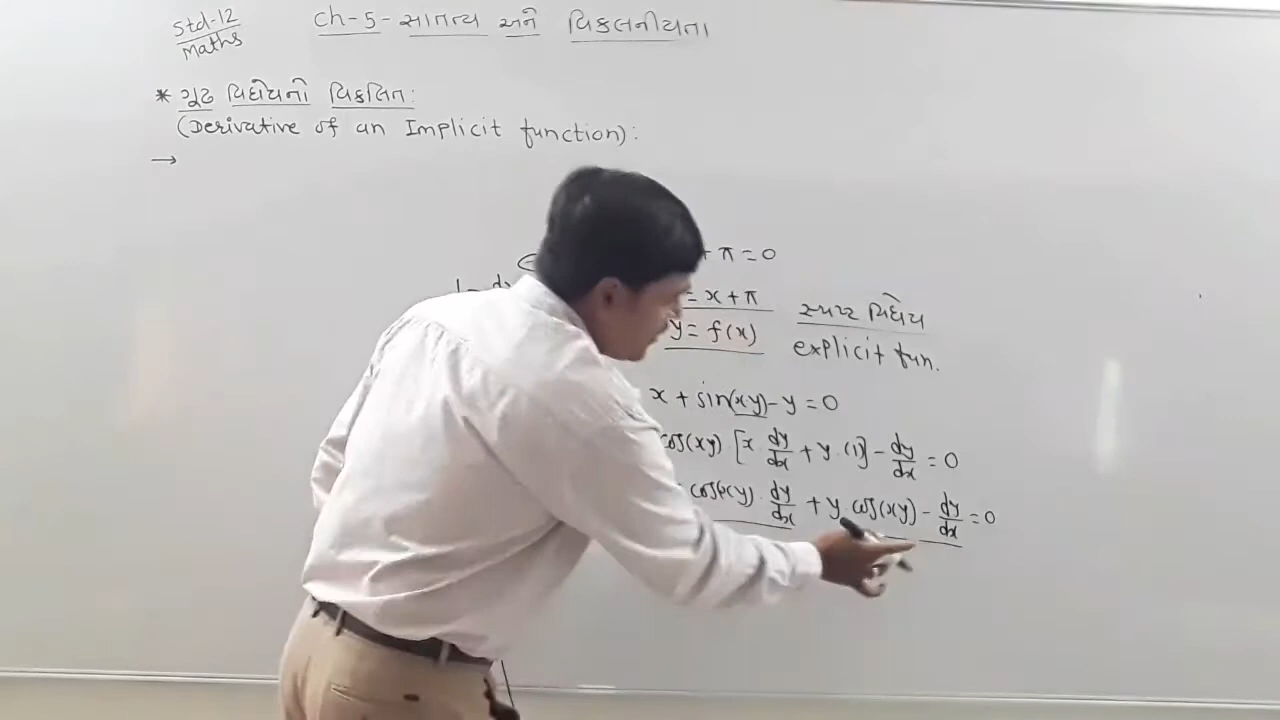 Std-12
Maths
Ch-5-સાતત્ય અને વિકલનીયતા
* ગૂઢ વિધેયનો વિકલિત:
(Derivative of an Implicit function):
→
+ π = 0
= x + π
y = f(x)
સ્પષ્ટ વિધેય
explicit fun.
x + sin(xy) - y = 0
cos(xy) [x · dy/dx + y · (1)] - dy/dx = 0
cos(xy) · dy/dx + y · cos(xy) - dy/dx = 0